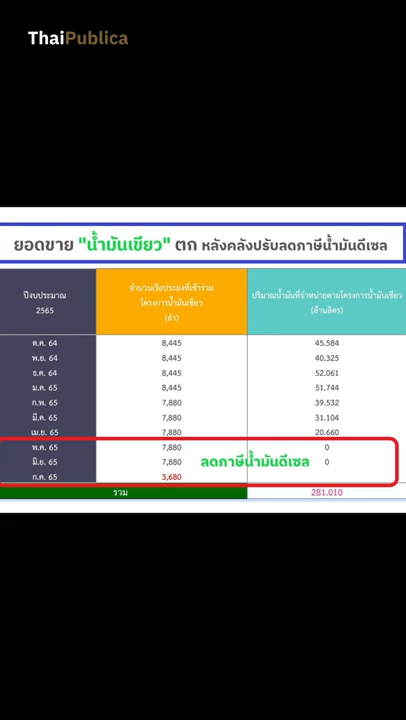 ThaiPublica
ยอดขาย "น้ำมันเขียว" ตก หลังคลังปรับลดภาษีน้ำมันดีเซล
ปีงบประมาณ 2565 จำนวนเรือประมงที่เข้าร่วมโครงการน้ำมันเขียว (ลำ) ปริมาณน้ำมันที่จำหน่ายตามโครงการน้ำมันเขียว (ล้านลิตร)
ต.ค. 64 8,445 45.584
พ.ย. 64 8,445 40.325
ธ.ค. 64 8,445 52.061
ม.ค. 65 8,445 51.744
ก.พ. 65 7,880 39.532
มี.ค. 65 7,880 31.104
เม.ย. 65 7,880 20.660
พ.ค. 65 7,880 0
มิ.ย. 65 7,880 ลดภาษีน้ำมันดีเซล 0
ก.ค. 65 3,680
รวม 281.010